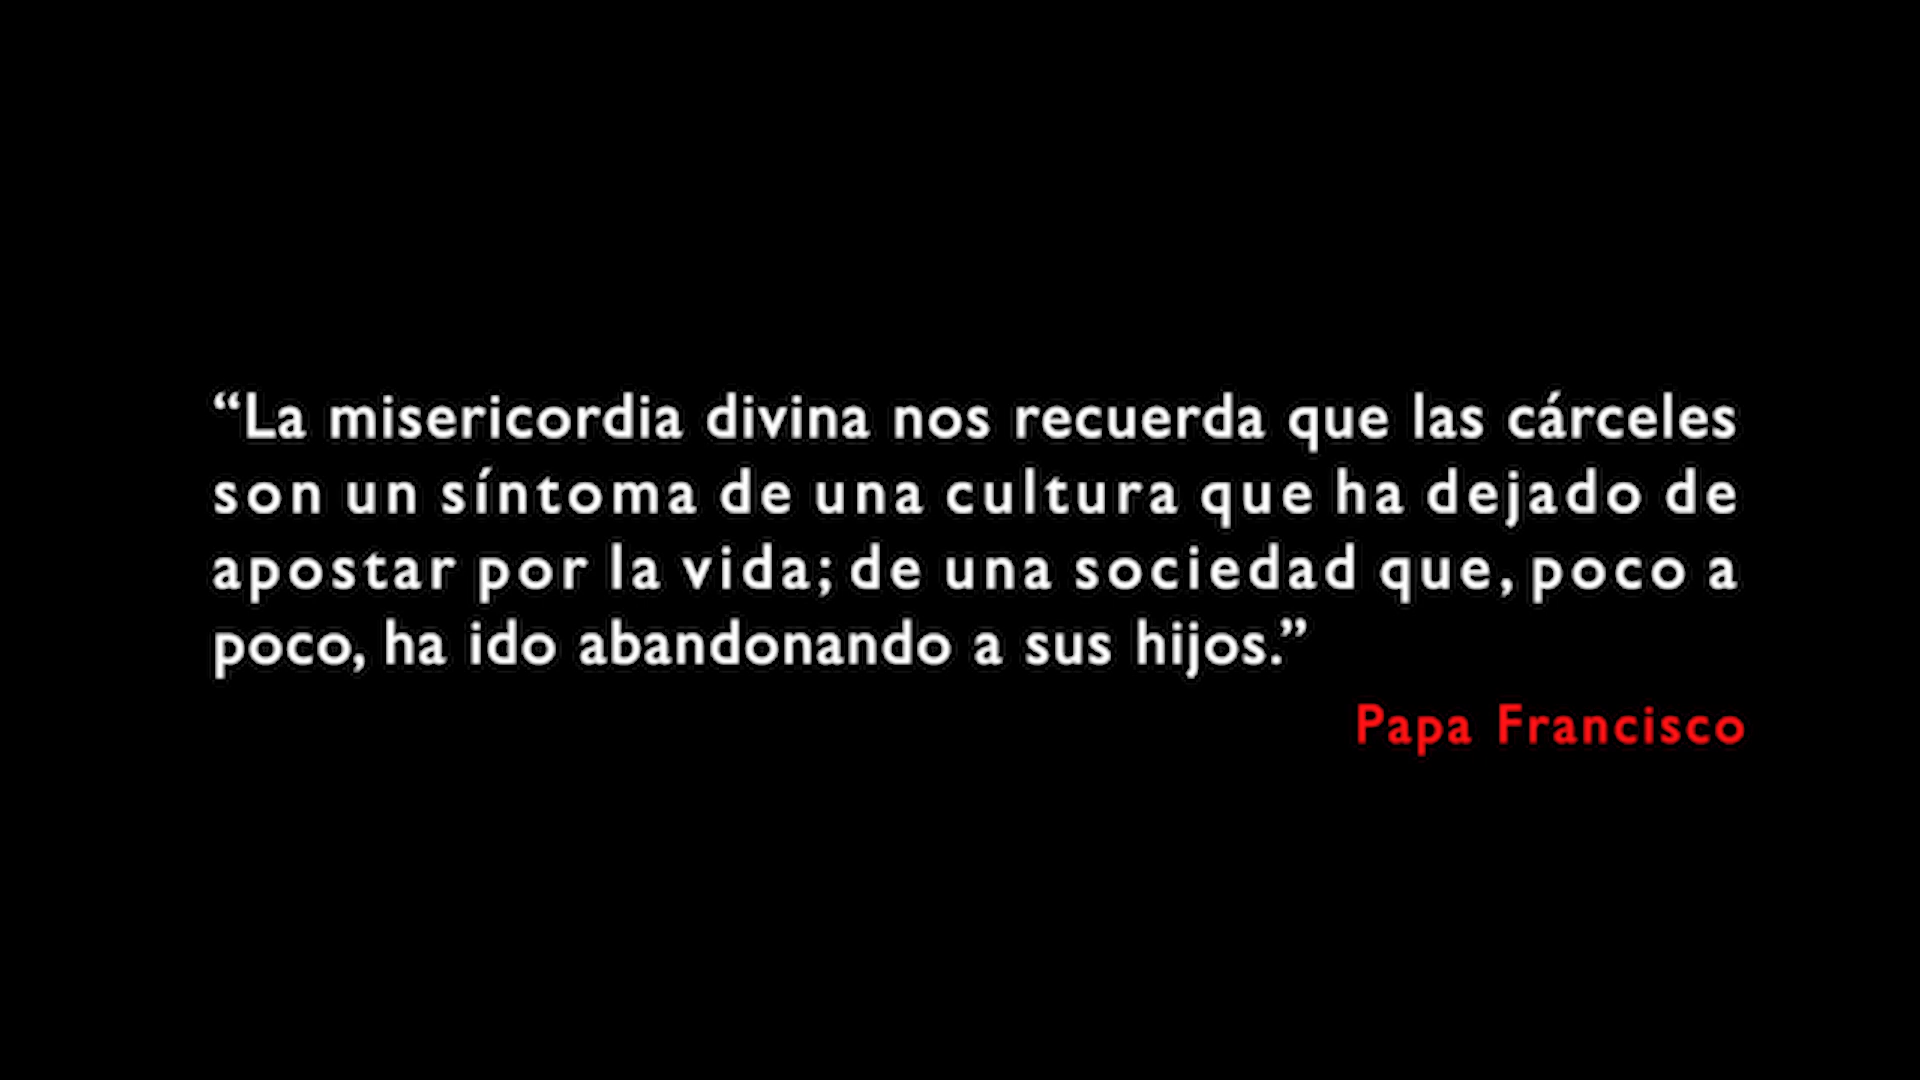 “La misericordia divina nos recuerda que las cárceles
son un síntoma de una cultura que ha dejado de
apostar por la vida; de una sociedad que, poco a
poco, ha ido abandonando a sus hijos.”
Papa Francisco